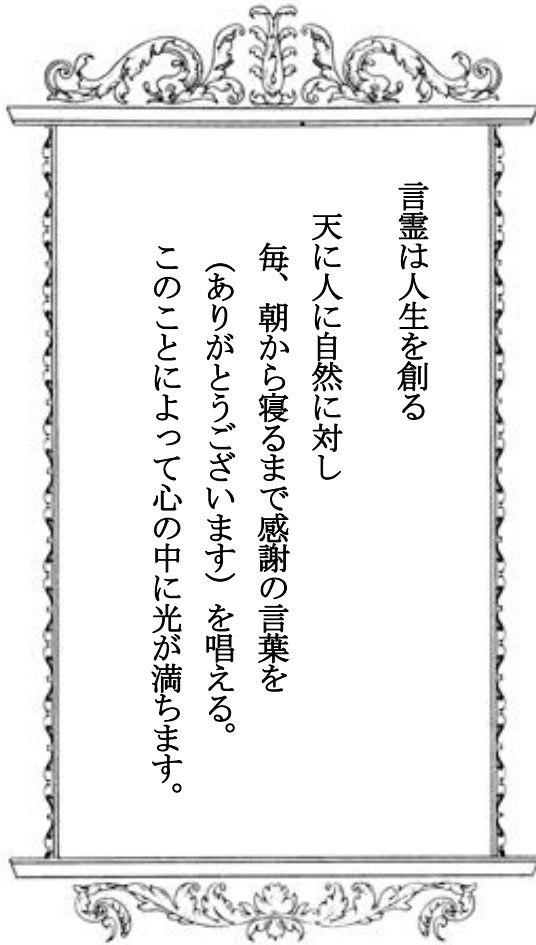 言霊は人生を創る
天に人に自然に対し
毎、朝から寝るまで感謝の言葉を
（ありがとうございます）を唱える。
このことによって心の中に光が満ちます。